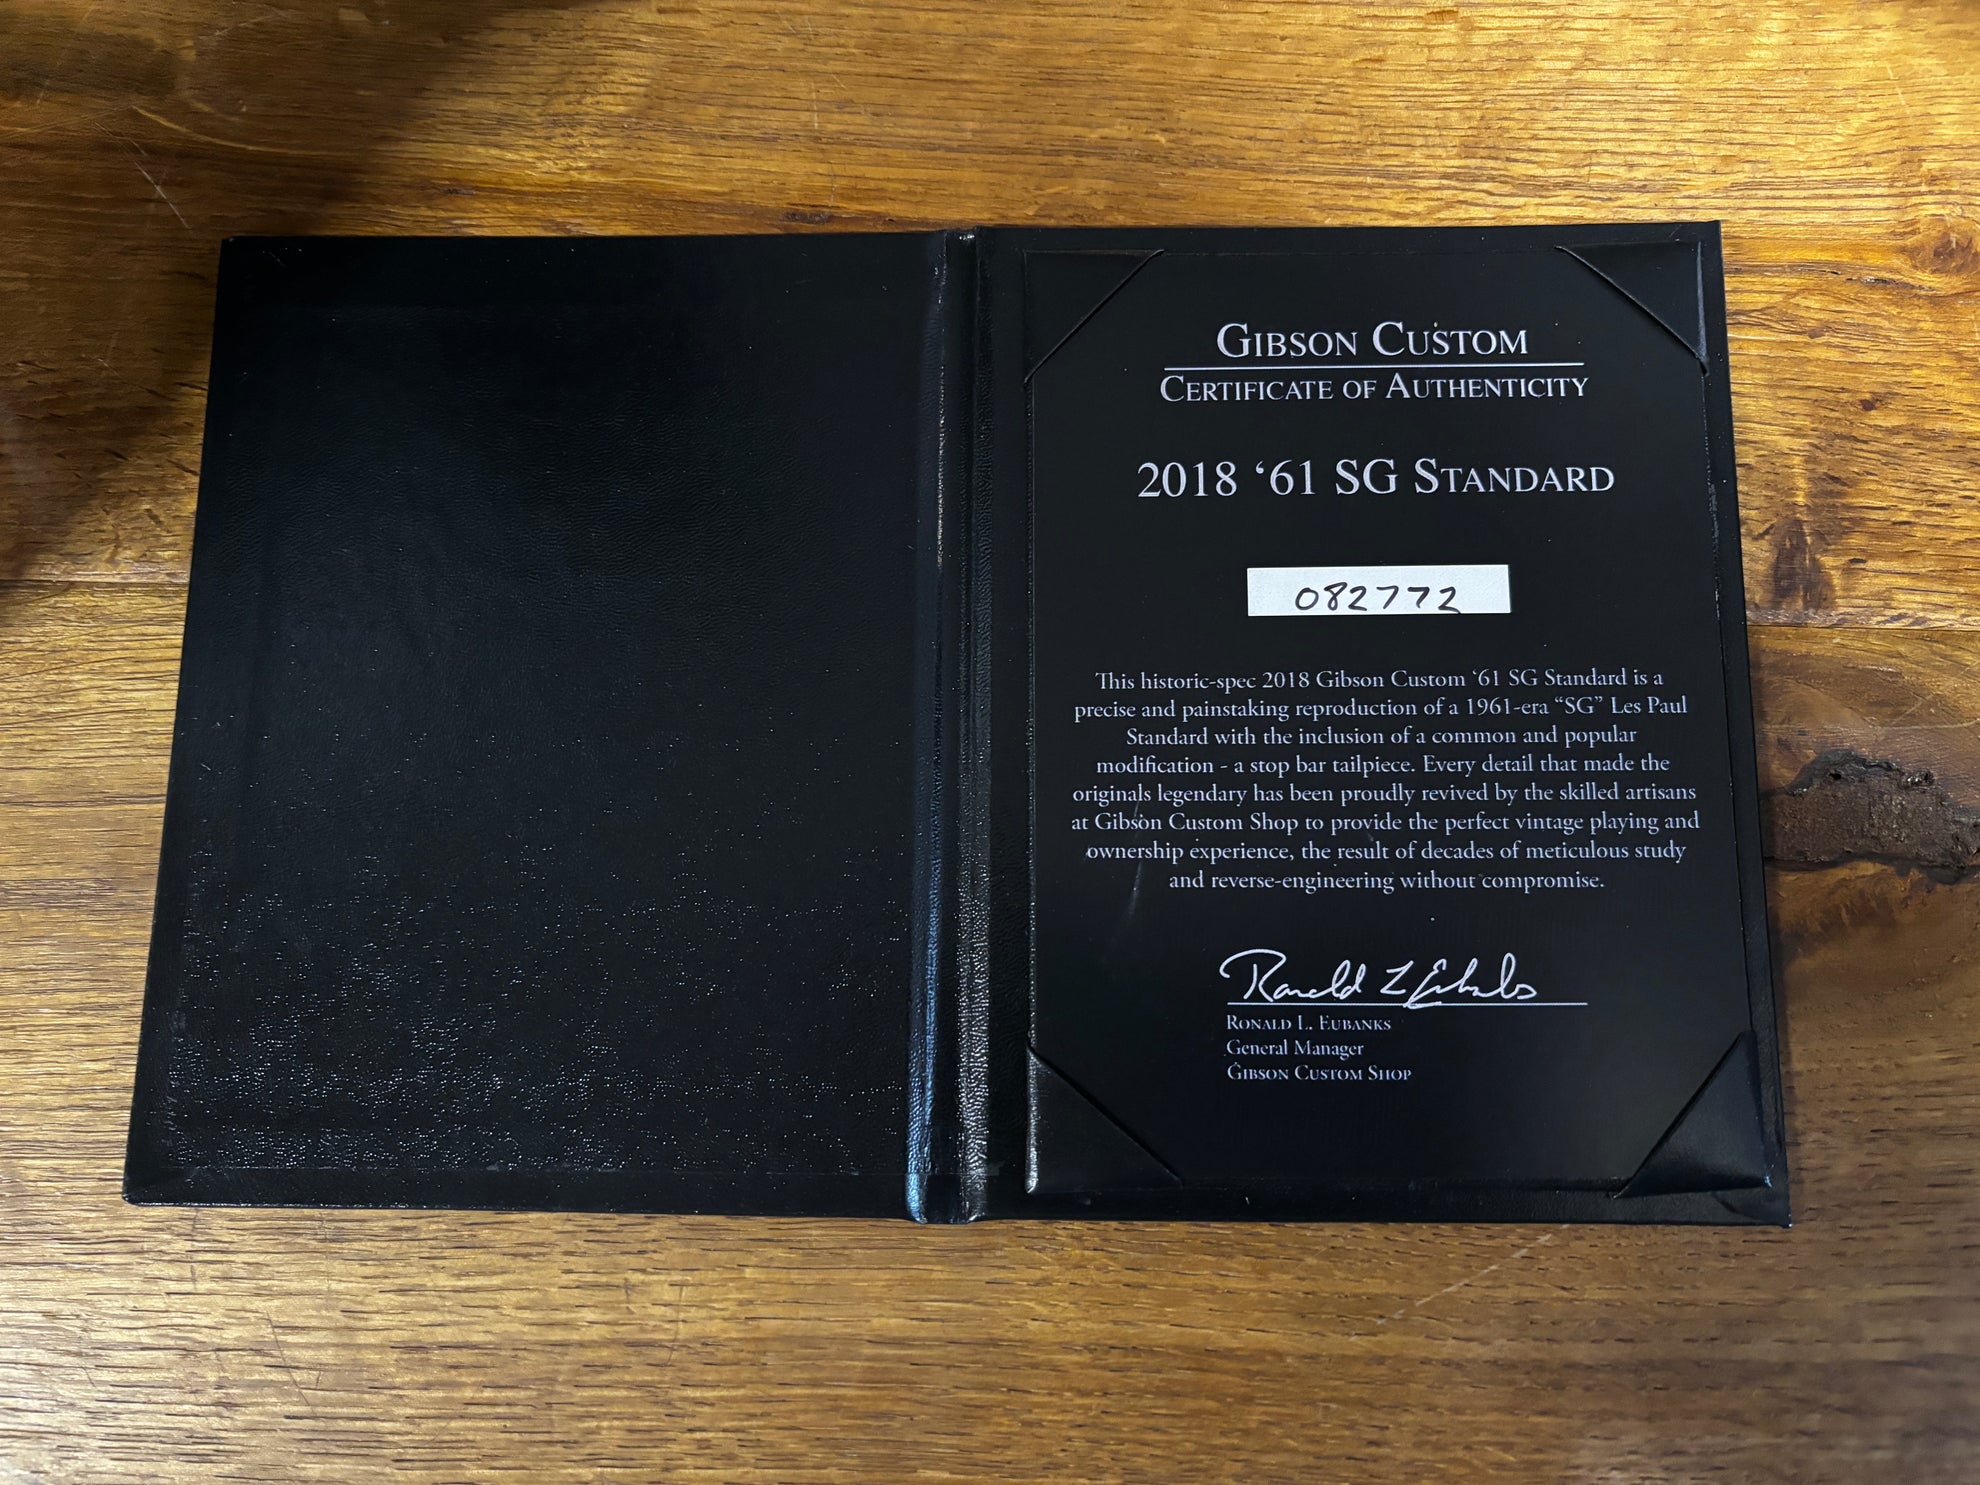 GIBSON CUSTOM
CERTIFICATE OF AUTHENTICITY
2018 ‘61 SG STANDARD
082772
This historic-spec 2018 Gibson Custom ‘61 SG Standard is a
precise and painstaking reproduction of a 1961-era “SG” Les Paul
Standard with the inclusion of a common and popular
modification - a stop bar tailpiece. Every detail that made the
originals legendary has been proudly revived by the skilled artisans
at Gibson Custom Shop to provide the perfect vintage playing and
ownership experience, the result of decades of meticulous study
and reverse-engineering without compromise.
Ronald L Eubanks
RONALD L. EUBANKS
General Manager
GIBSON CUSTOM SHOP